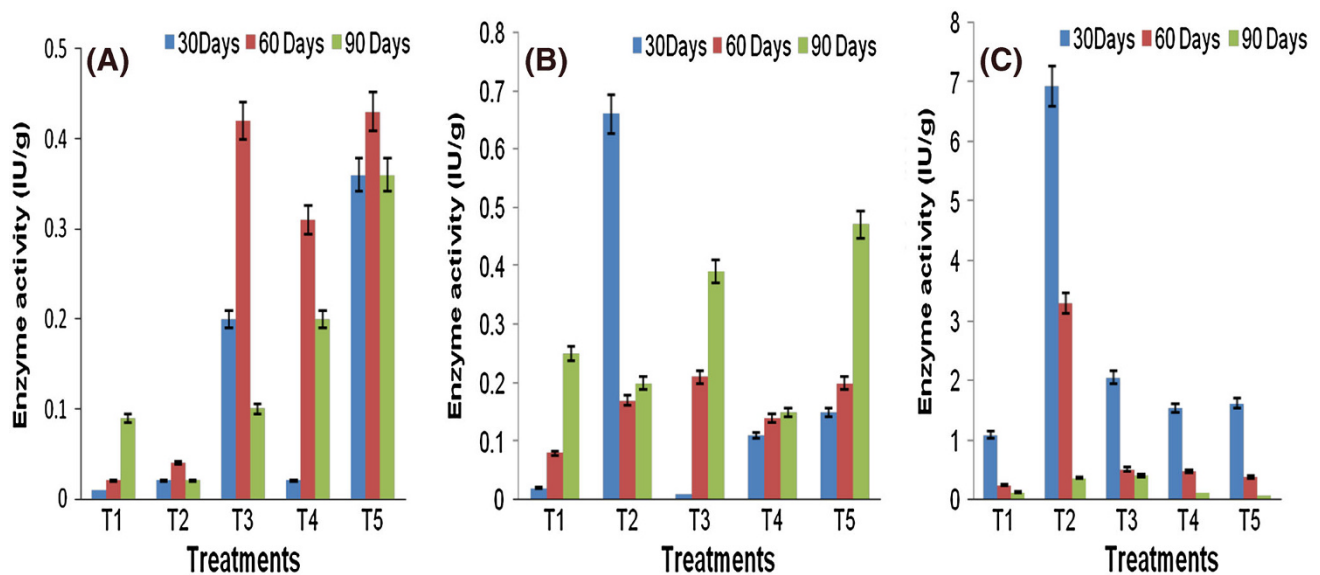 (A)
30Days 60 Days 90 Days
Enzyme activity (IU/g)
0.5
0.4
0.3
0.2
0.1
0
T1 T2 T3 T4 T5
Treatments
(B)
30Days 60 Days 90 Days
Enzyme activity (IU/g)
0.8
0.7
0.6
0.5
0.4
0.3
0.2
0.1
0
T1 T2 T3 T4 T5
Treatments
(C)
30Days 60 Days 90 Days
Enzyme activity (IU/g)
8
7
6
5
4
3
2
1
0
T1 T2 T3 T4 T5
Treatments